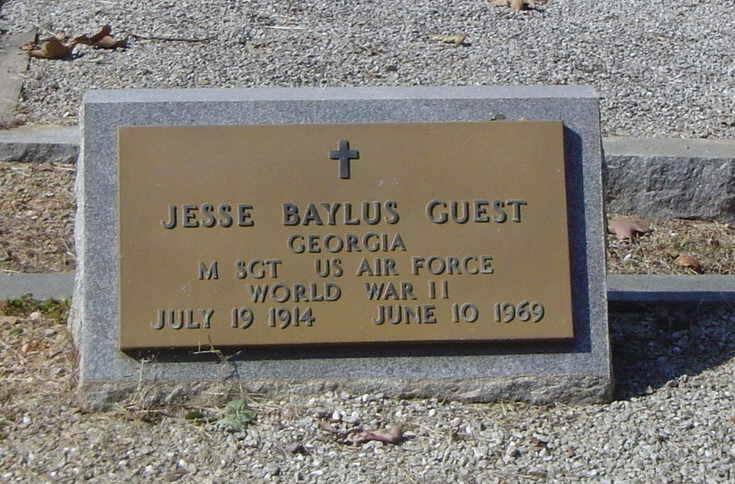 JESSE BAYLUS GUEST
GEORGIA
M SGT US AIR FORCE
WORLD WAR II
JULY 19 1914 JUNE 10 1969